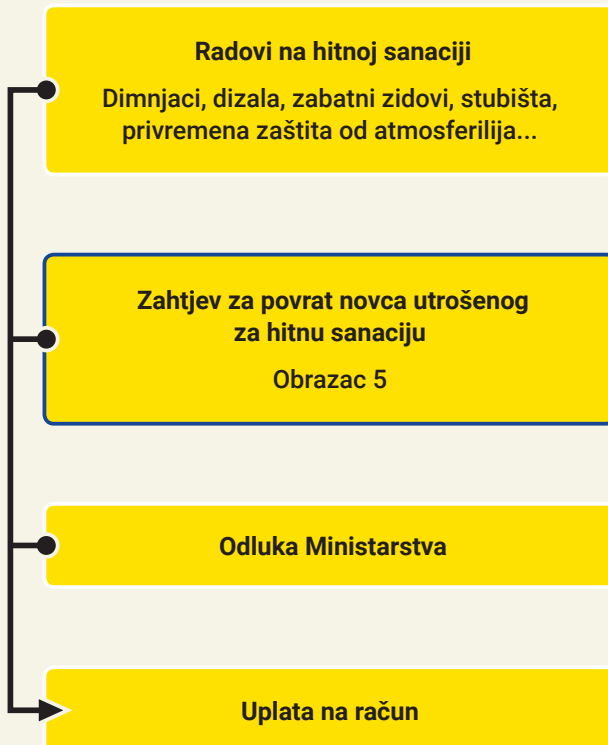 Radovi na hitnoj sanaciji
Dimnjaci, dizala, zabatni zidovi, stubišta,
privremena zaštita od atmosferilija...
Zahtjev za povrat novca utrošenog
za hitnu sanaciju
Obrazac 5
Odluka Ministarstva
Uplata na račun